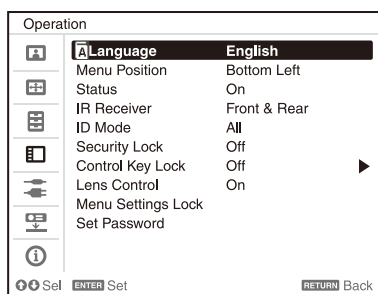 Operation
A Language English
Menu Position Bottom Left
Status On
IR Receiver Front & Rear
ID Mode All
Security Lock Off
Control Key Lock Off
Lens Control On
Menu Settings Lock
Set Password
Sel ENTER Set RETURN Back